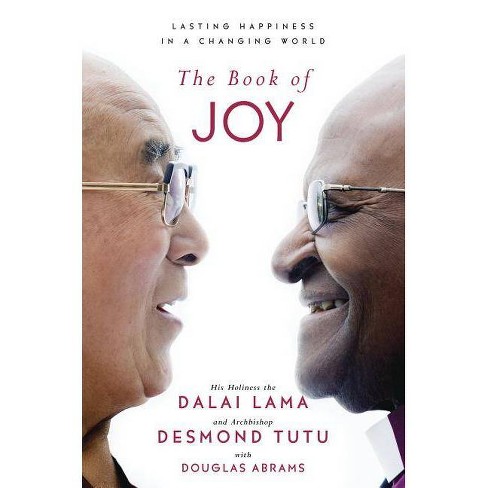 LASTING HAPPINESS
IN A CHANGING WORLD
The Book of
JOY
His Holiness the
DALAI LAMA
and Archbishop
DESMOND TUTU
with
DOUGLAS ABRAMS